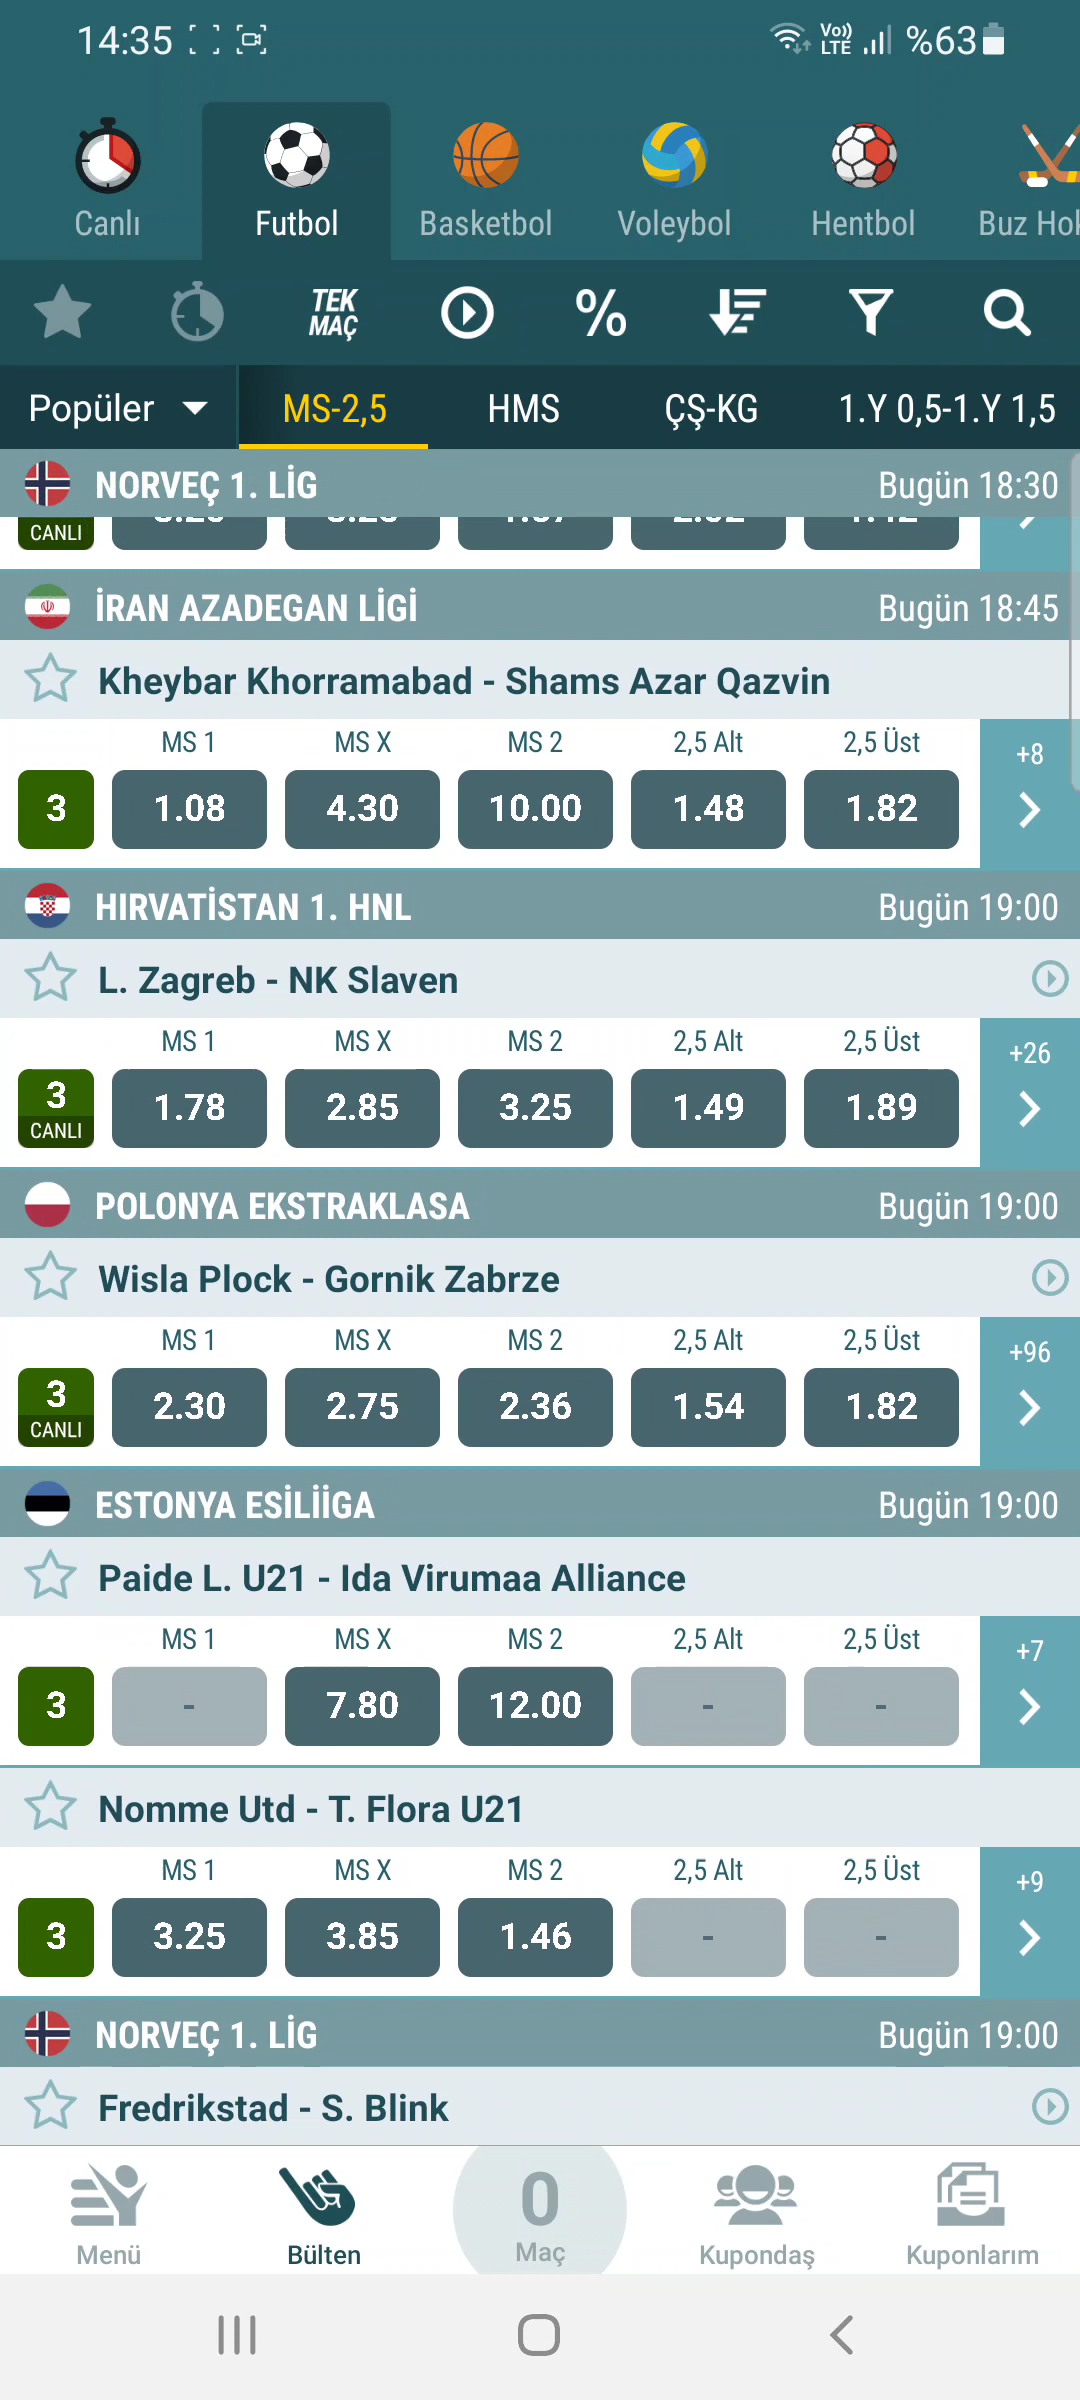 14:35 Vo)) LTE %63
Canlı Futbol Basketbol Voleybol Hentbol Buz Hok
TEK MAÇ %
Popüler MS-2,5 HMS ÇŞ-KG 1.Y 0,5-1.Y 1,5
NORVEÇ 1. LİG Bugün 18:30
CANLI
İRAN AZADEGAN LİGİ Bugün 18:45
Kheybar Khorramabad - Shams Azar Qazvin
MS 1 MS X MS 2 2,5 Alt 2,5 Üst +8
3 1.08 4.30 10.00 1.48 1.82
HIRVATİSTAN 1. HNL Bugün 19:00
L. Zagreb - NK Slaven
MS 1 MS X MS 2 2,5 Alt 2,5 Üst +26
3 CANLI 1.78 2.85 3.25 1.49 1.89
POLONYA EKSTRAKLASA Bugün 19:00
Wisla Plock - Gornik Zabrze
MS 1 MS X MS 2 2,5 Alt 2,5 Üst +96
3 CANLI 2.30 2.75 2.36 1.54 1.82
ESTONYA ESİLİİGA Bugün 19:00
Paide L. U21 - Ida Virumaa Alliance
MS 1 MS X MS 2 2,5 Alt 2,5 Üst +7
3 - 7.80 12.00 - -
Nomme Utd - T. Flora U21
MS 1 MS X MS 2 2,5 Alt 2,5 Üst +9
3 3.25 3.85 1.46 - -
NORVEÇ 1. LİG Bugün 19:00
Fredrikstad - S. Blink
0
Menü Bülten Maç Kupondaş Kuponlarım